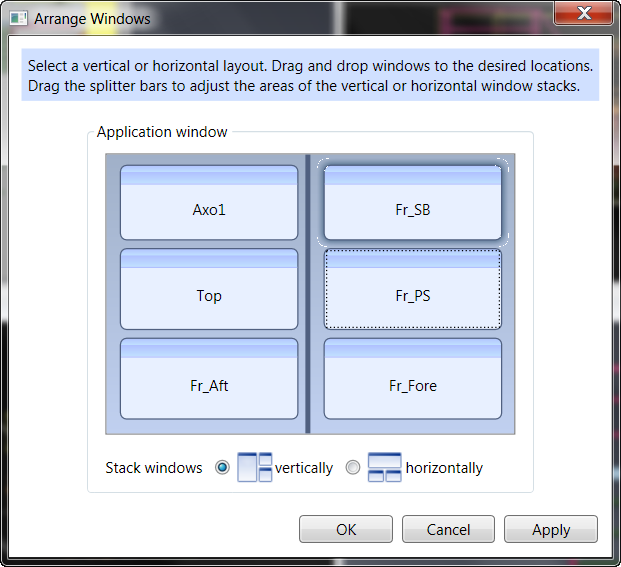 Arrange Windows
Select a vertical or horizontal layout. Drag and drop windows to the desired locations.
Drag the splitter bars to adjust the areas of the vertical or horizontal window stacks.
Application window
Axo1
Fr_SB
Top
Fr_PS
Fr_Aft
Fr_Fore
Stack windows vertically horizontally
OK Cancel Apply